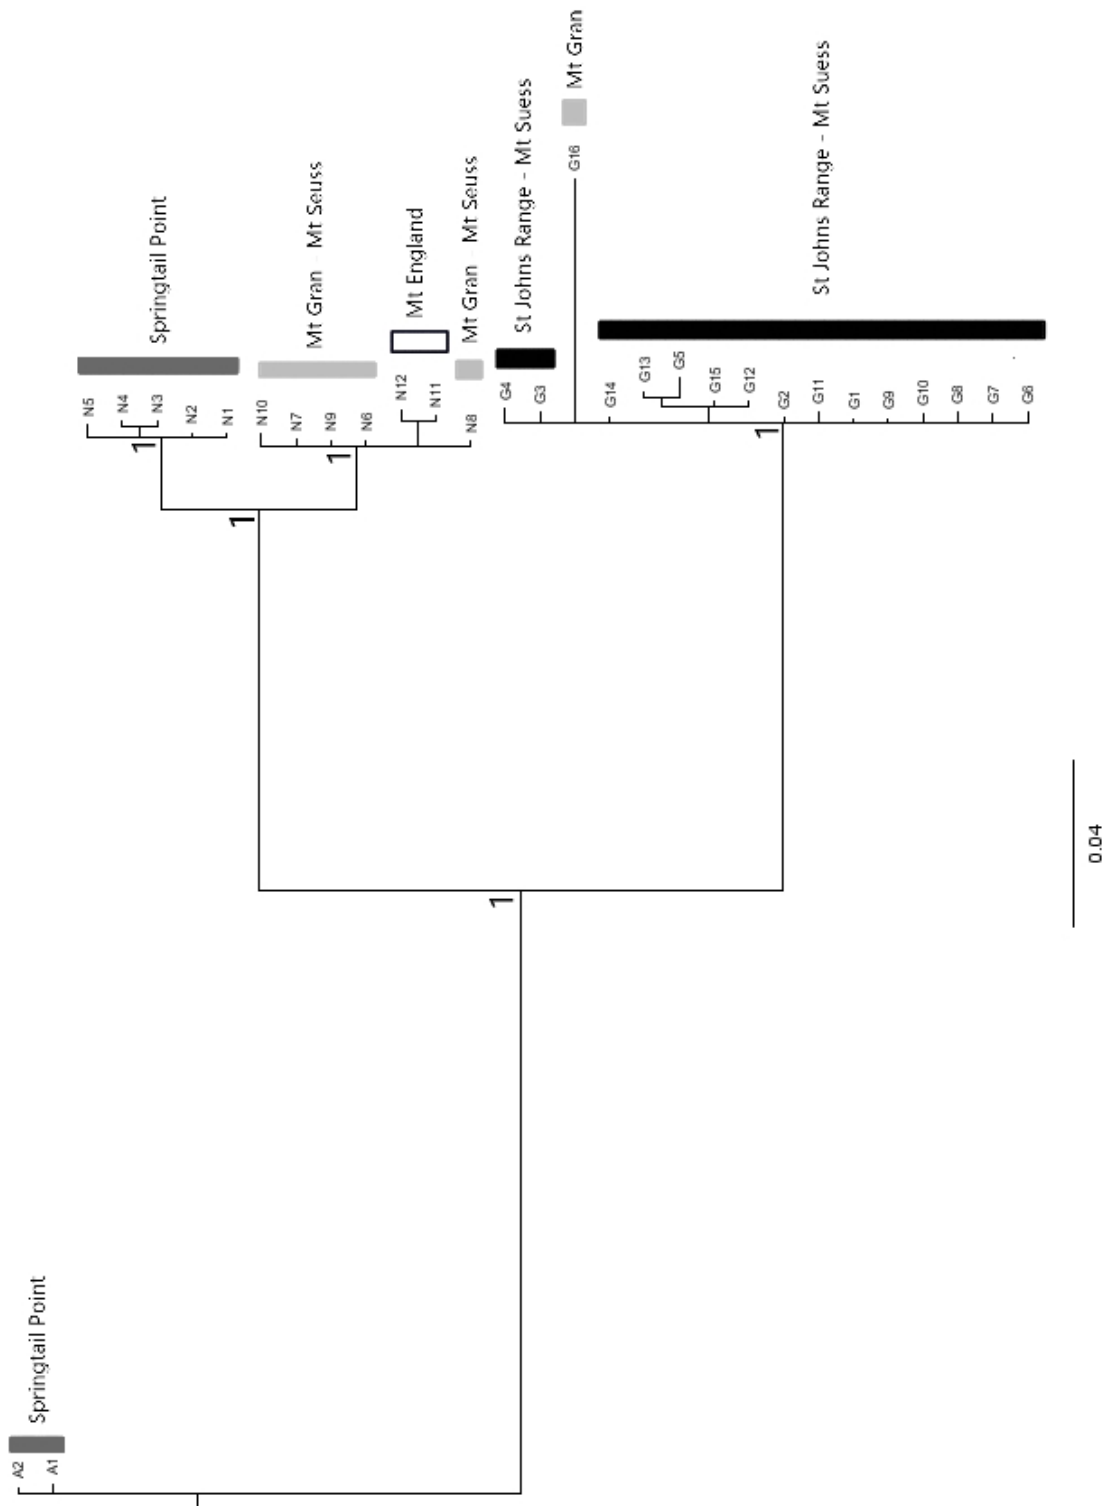 A2
A1
Springtail Point
N5
N4
N3
N2
N1
Springtail Point
N10
N7
N9
N6
Mt Gran - Mt Seuss
N12
N11
Mt England
N8
Mt Gran - Mt Seuss
G4
G3
St Johns Range - Mt Suess
G16
Mt Gran
G14
G13
G5
G15
G12
G2
G11
G1
G9
G10
G8
G7
G6
St Johns Range - Mt Suess
1
1
1
1
1
0.04